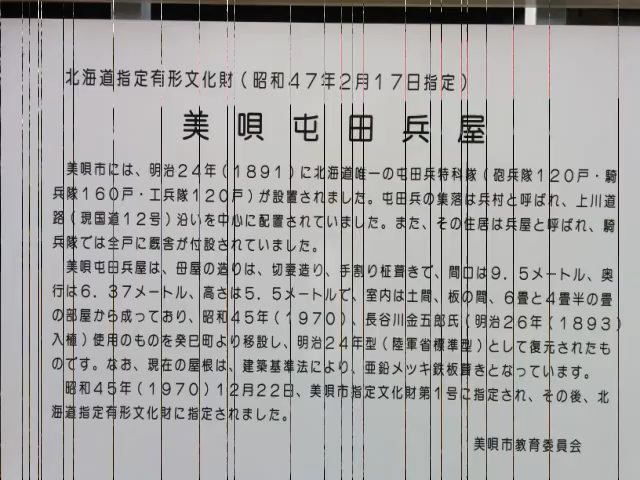 北海道指定有形文化財(昭和47年2月17日指定)
美唄屯田兵屋
美唄市には、明治24年(1891)に北海道唯一の屯田兵特科隊(砲兵隊120戸・騎
兵隊160戸・工兵隊120戸)が設置されました。屯田兵の集落は兵村と呼ばれ、上川道
路(現国道12号)沿いを中心に配置されていました。また、その住居は兵屋と呼ばれ、騎
兵隊では全戸に厩舎が付設されていました。
美唄屯田兵屋は、母屋の造りは、切妻造り、手割り柾葺きで、間口は9.5メートル、奥
行は6.37メートル、高さは5.5メートルで、室内は土間、板の間、6畳と4畳半の畳
の部屋から成っており、昭和45年(1970)、長谷川金五郎氏(明治26年(1893)
入植)使用のものを癸巳町より移設し、明治24年型(陸軍省標準型)として復元されたも
のです。なお、現在の屋根は、建築基準法により、亜鉛メッキ鉄板葺きとなっています。
昭和45年(1970)12月22日、美唄市指定文化財第1号に指定され、その後、北
海道指定有形文化財に指定されました。
美唄市教育委員会